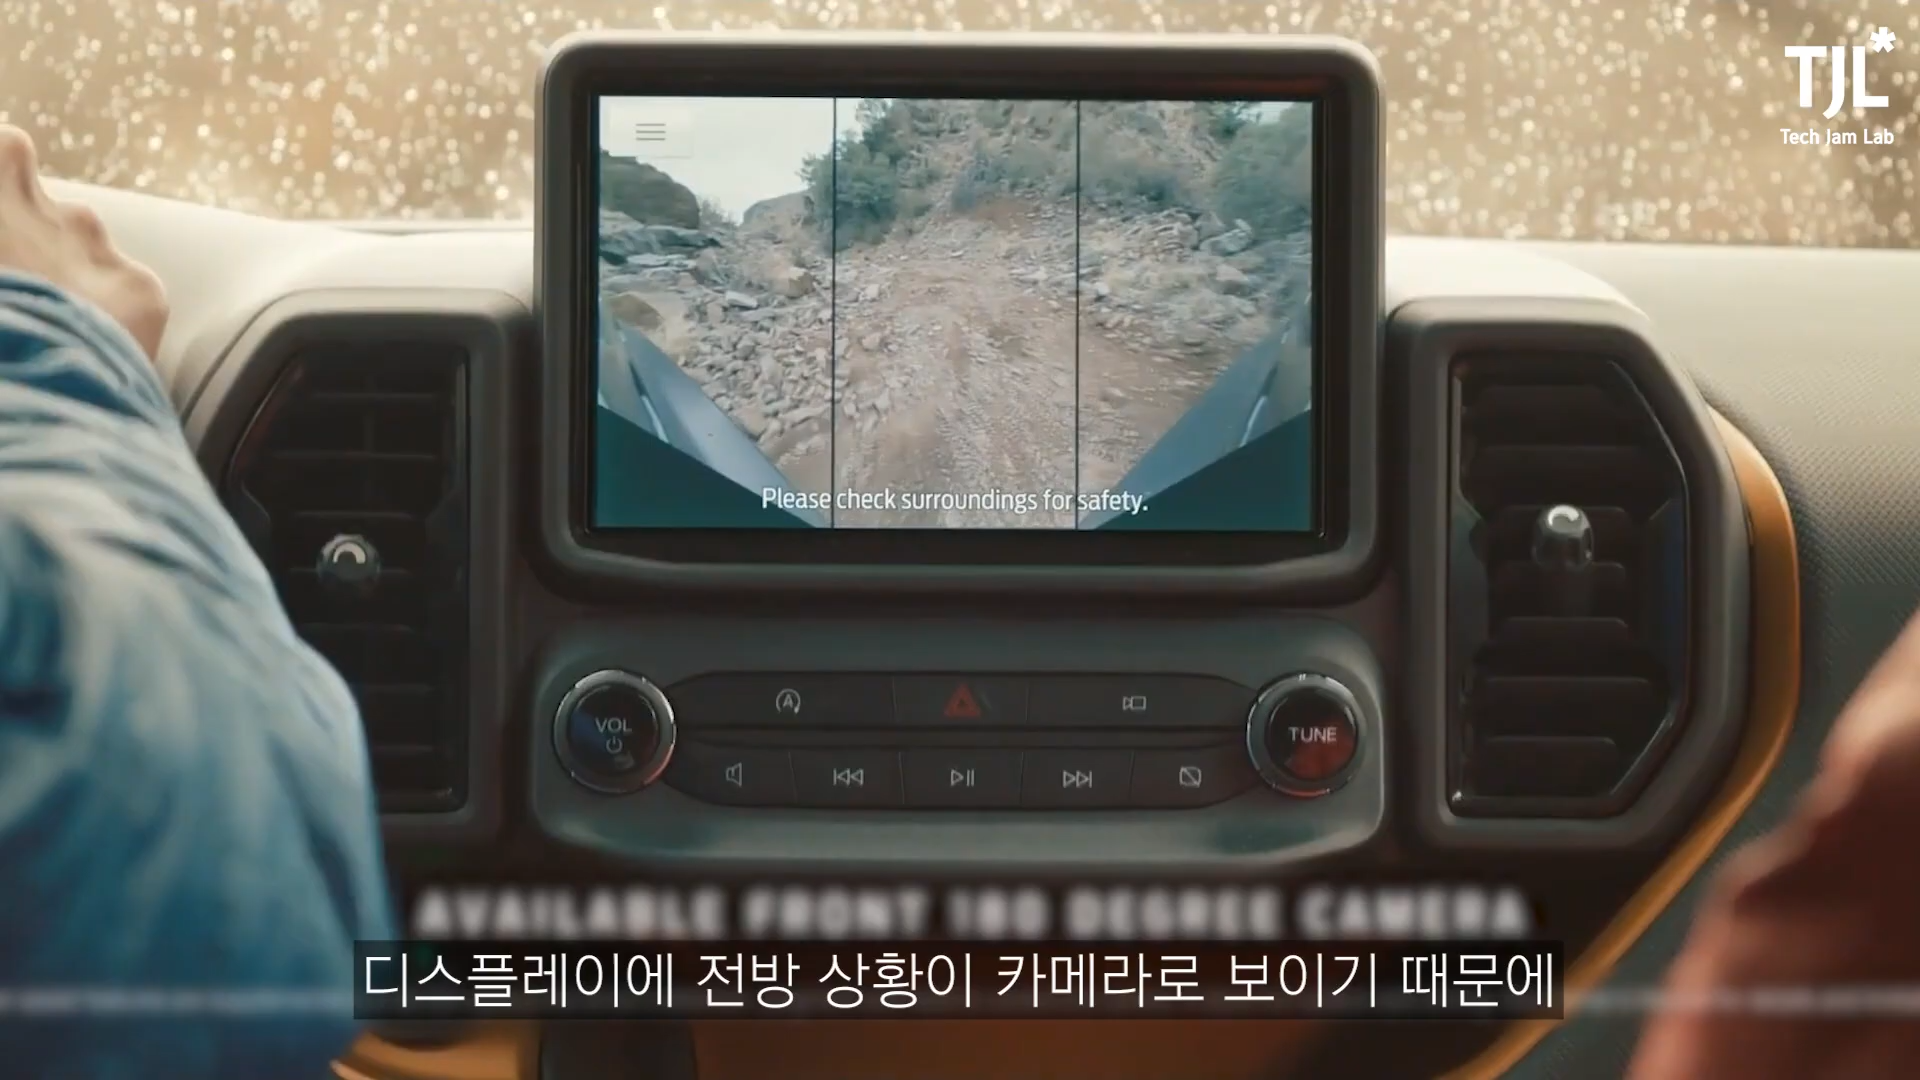 TJL*
Tech Jam Lab
Please check surroundings for safety.
VOL
TUNE
AVAILABLE FRONT 180 DEGREE CAMERA
디스플레이에 전방 상황이 카메라로 보이기 때문에